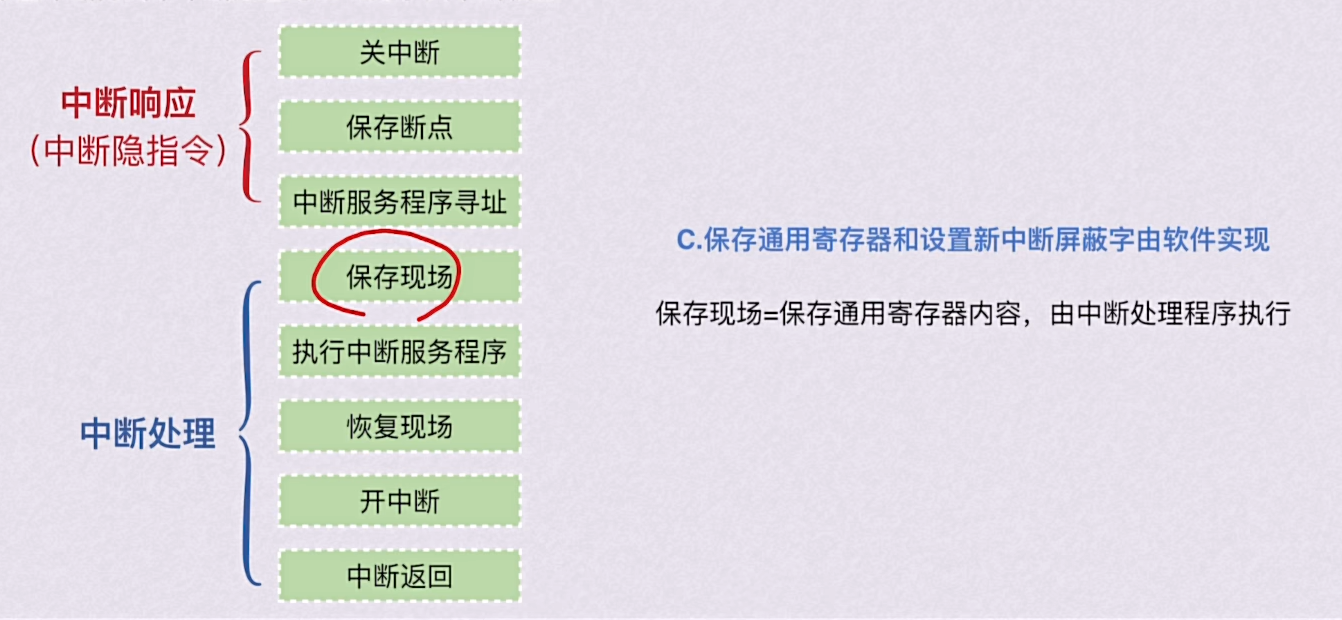 关中断
中断响应
保存断点
（中断隐指令）
中断服务程序寻址
C.保存通用寄存器和设置新中断屏蔽字由软件实现
保存现场
保存现场=保存通用寄存器内容，由中断处理程序执行
执行中断服务程序
中断处理
恢复现场
开中断
中断返回